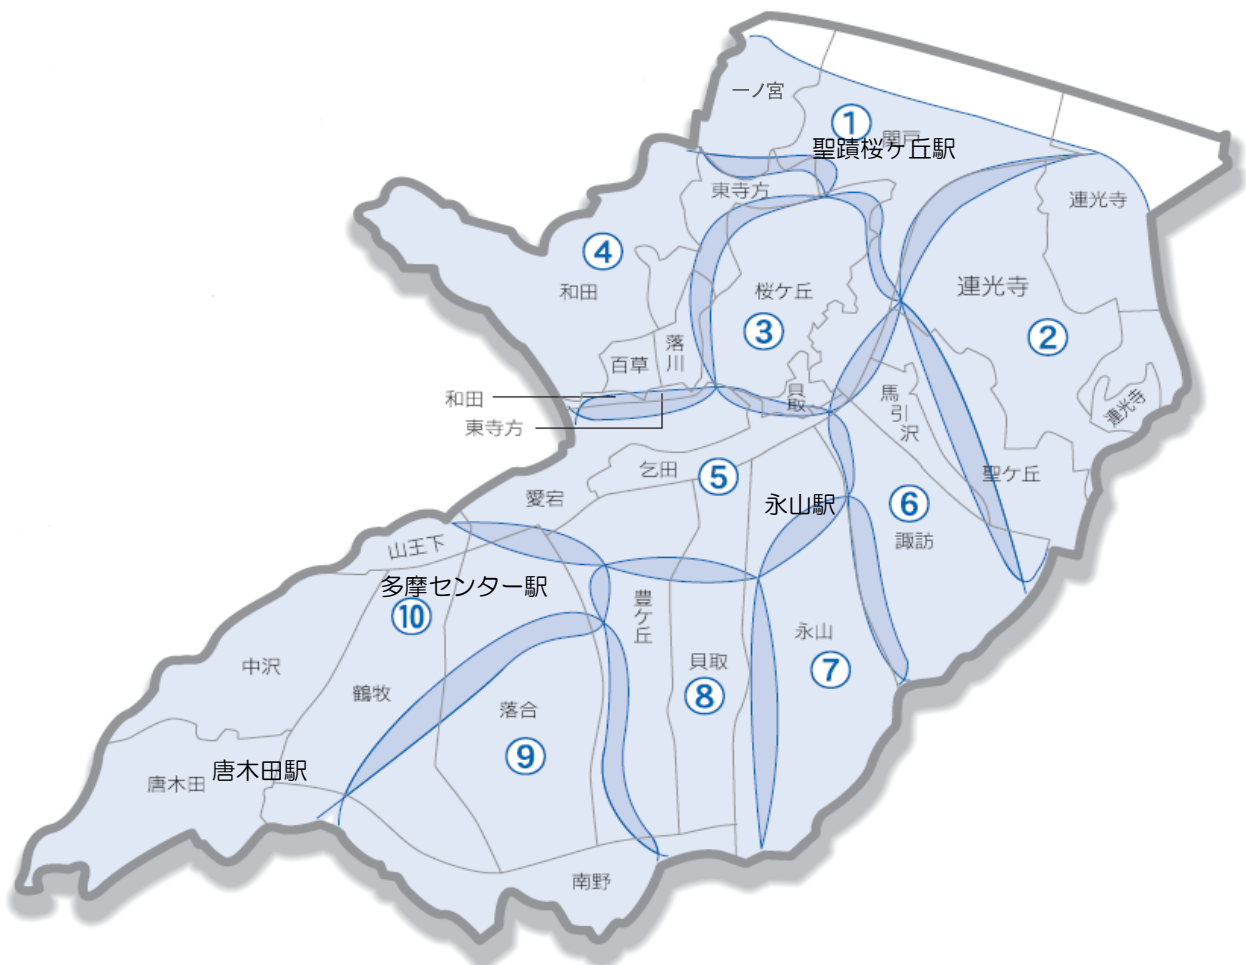 一ノ宮
①
関戸
聖蹟桜ケ丘駅
東寺方
連光寺
④
和田
桜ケ丘
③
連光寺
②
落川
百草
和田
東寺方
貝取
馬引沢
連光寺
聖ケ丘
乞田
⑤
愛宕
永山駅
⑥
諏訪
山王下
多摩センター駅
⑩
豊ケ丘
永山
⑦
中沢
鶴牧
貝取
⑧
落合
⑨
唐木田
唐木田駅
南野